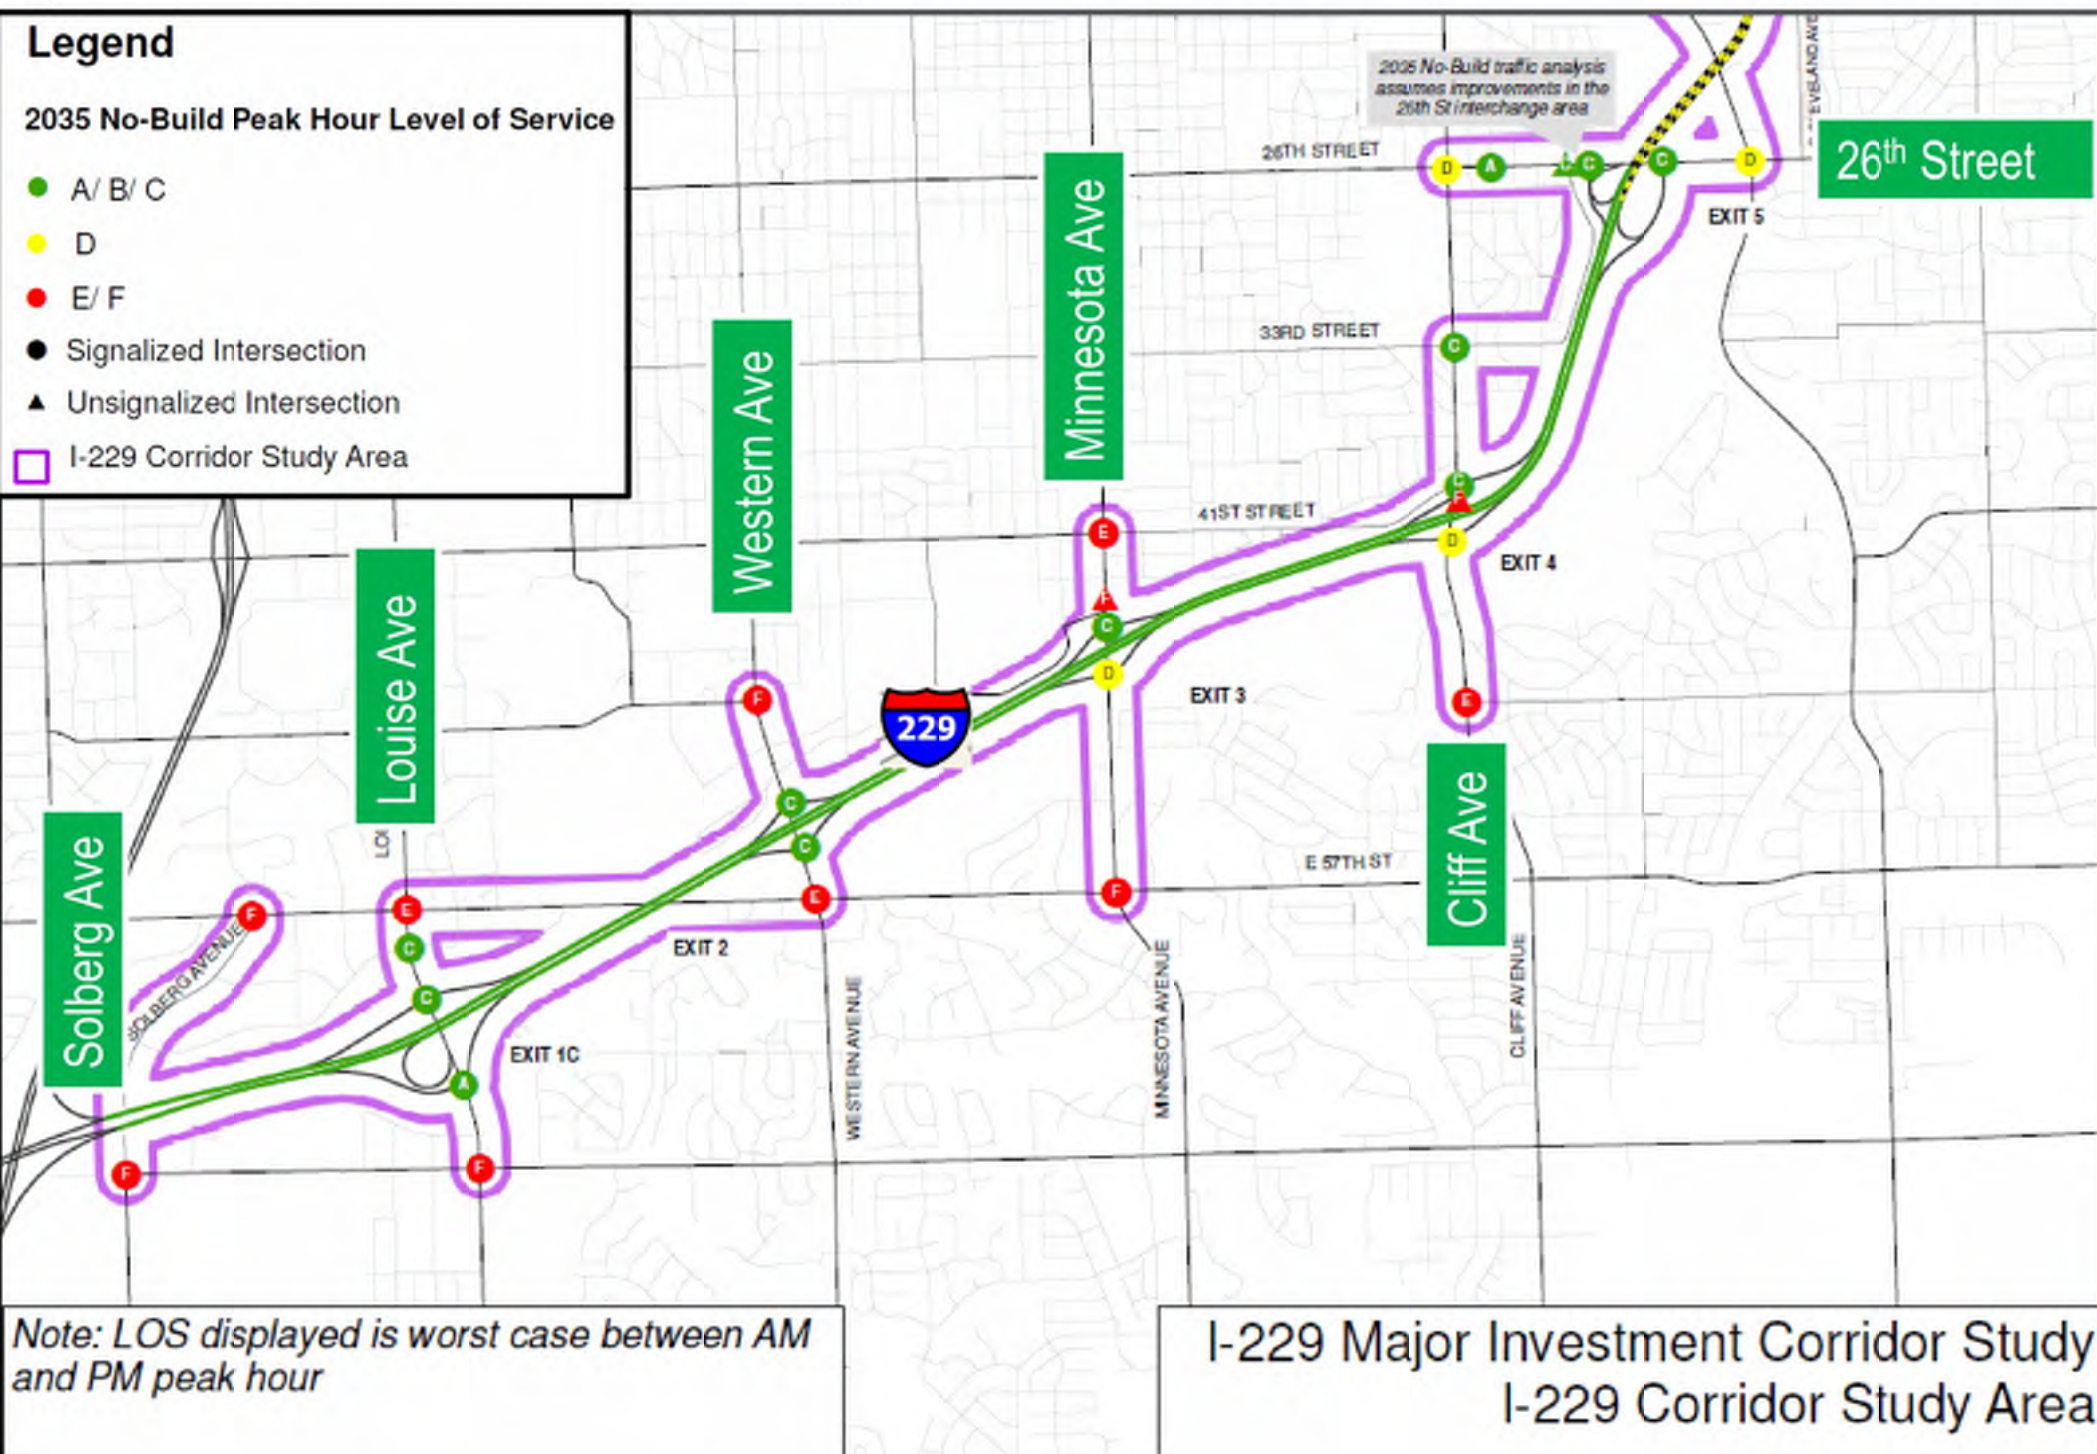 Legend
2035 No-Build Peak Hour Level of Service
A/ B/ C
D
E/ F
Signalized Intersection
Unsignalized Intersection
I-229 Corridor Study Area
2035 No-Build traffic analysis
assumes improvements in the
26th St interchange area
26TH STREET
D
A
C
C
D
26th Street
EXIT 5
Minnesota Ave
33RD STREET
C
Western Ave
C
F
41ST STREET
E
D
EXIT 4
Louise Ave
F
C
D
EXIT 3
F
229
E
Cliff Ave
C
C
Solberg Ave
LOU
E 57TH ST
F
E
E
F
SOLBERG AVENUE
C
EXIT 2
C
EXIT 1C
A
WESTERN AVENUE
MINNESOTA AVENUE
CLIFF AVENUE
F
F
Note: LOS displayed is worst case between AM
and PM peak hour
I-229 Major Investment Corridor Study
I-229 Corridor Study Area